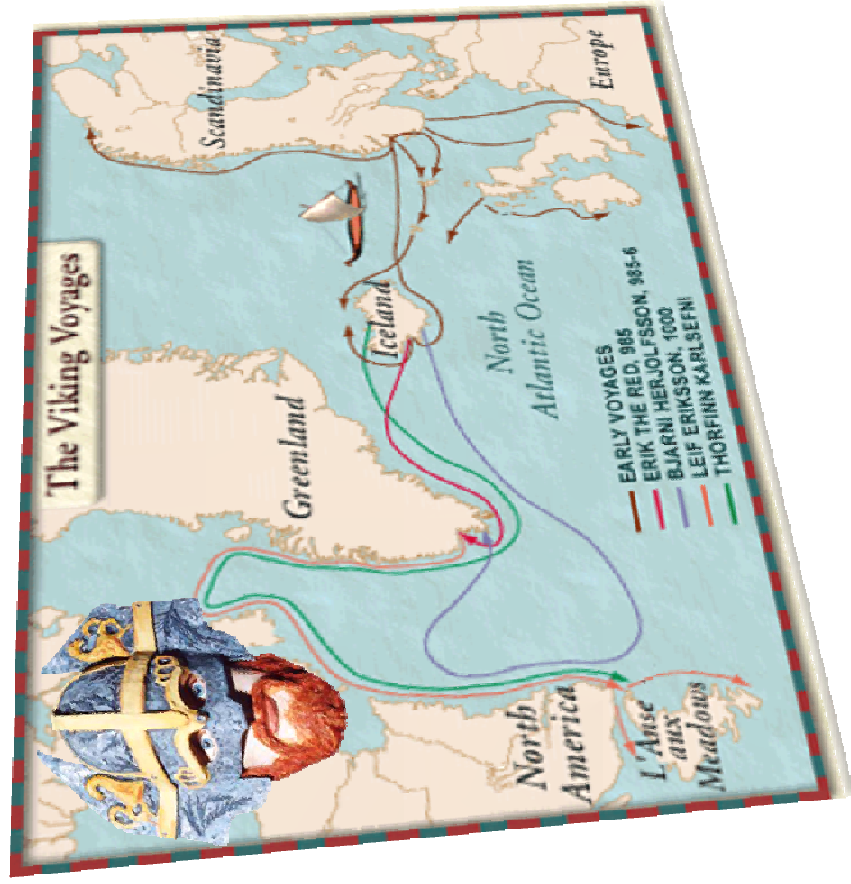 The Viking Voyages
Scandinavia
Europe
Iceland
Greenland
North
Atlantic Ocean
North
America
L'Anse
aux
Meadows
EARLY VOYAGES
ERIK THE RED, 985
BJARNI HERJOLFSSON, 985-6
LEIF ERIKSSON, 1000
THORFINN KARLSEFNI